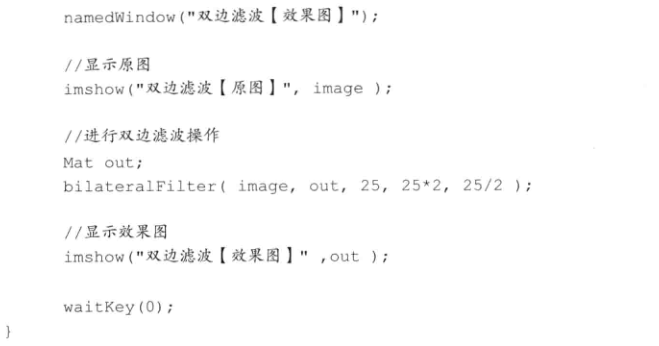 namedWindow("双边滤波【效果图】");
//显示原图
imshow("双边滤波【原图】", image );
//进行双边滤波操作
Mat out;
bilateralFilter( image, out, 25, 25*2, 25/2 );
//显示效果图
imshow("双边滤波【效果图】" ,out );
waitKey(0);
}